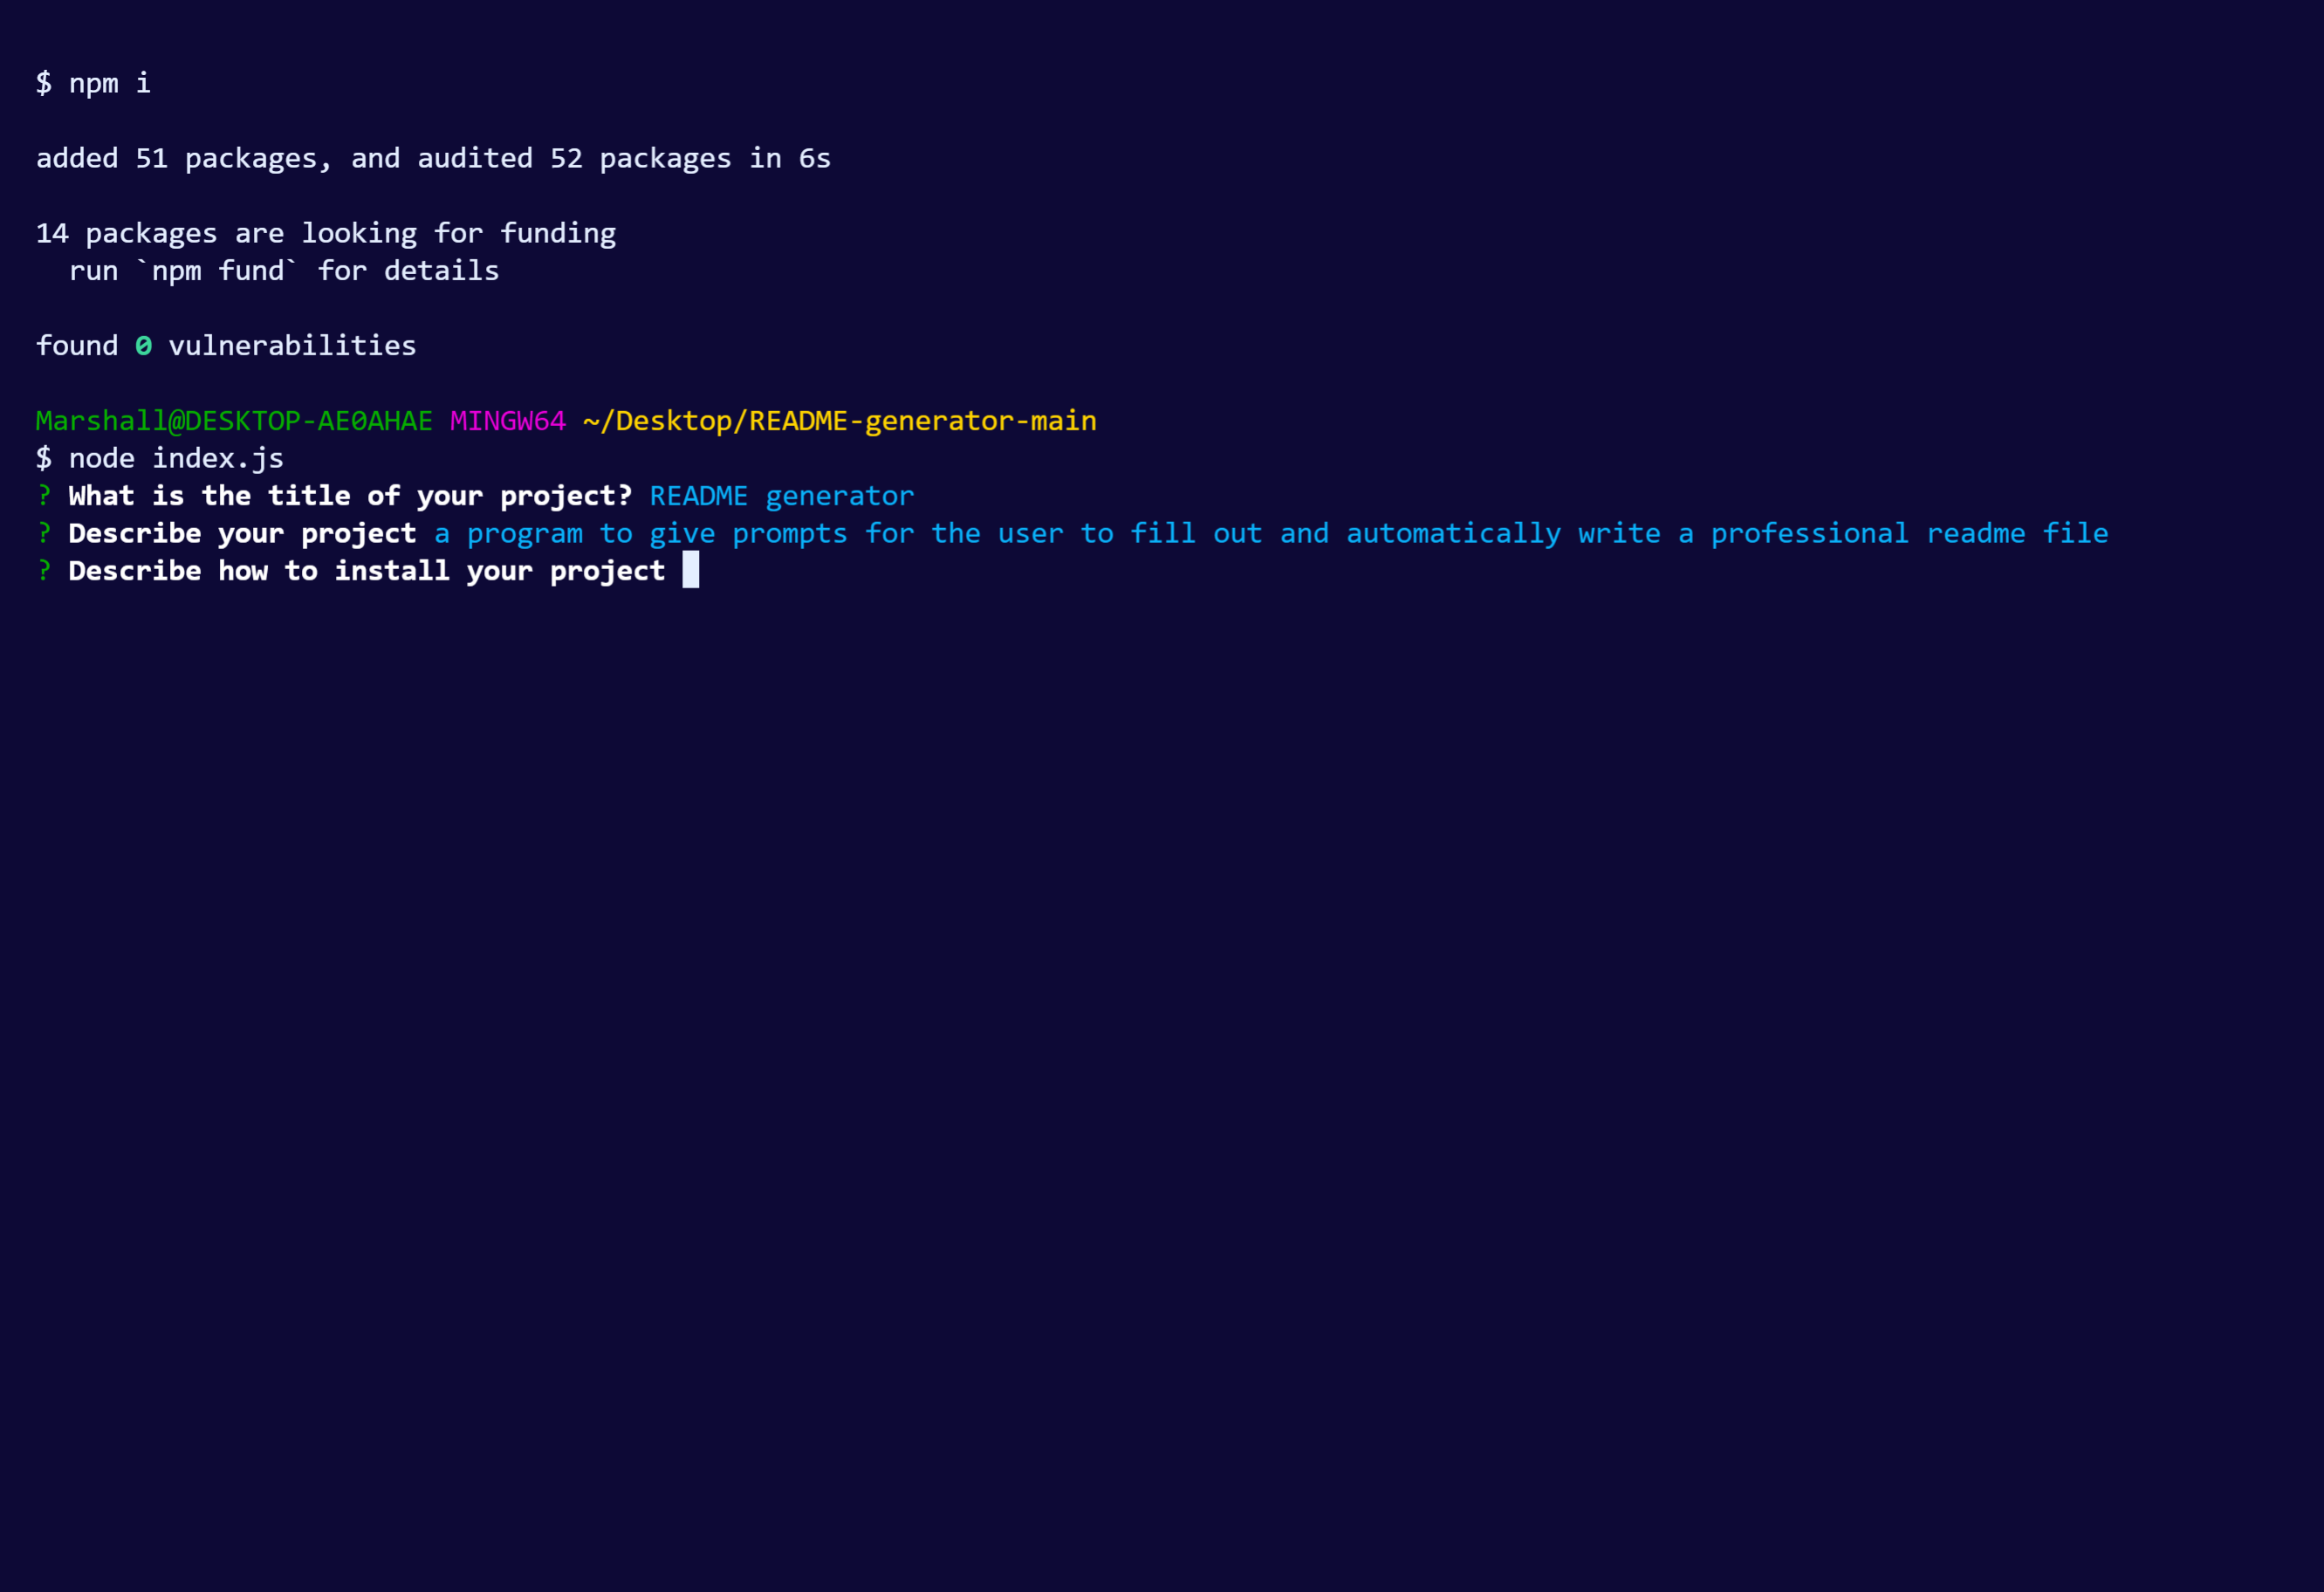 $ npm i
added 51 packages, and audited 52 packages in 6s
14 packages are looking for funding
  run `npm fund` for details
found 0 vulnerabilities
Marshall@DESKTOP-AE0AHAE MINGW64 ~/Desktop/README-generator-main
$ node index.js
? What is the title of your project? README generator
? Describe your project a program to give prompts for the user to fill out and automatically write a professional readme file
? Describe how to install your project